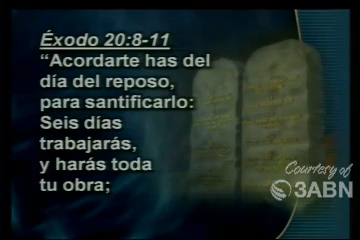 Éxodo 20:8-11
“Acordarte has del
día del reposo,
para santificarlo:
Seis días
trabajarás,
y harás toda
tu obra;
Courtesy of
3ABN